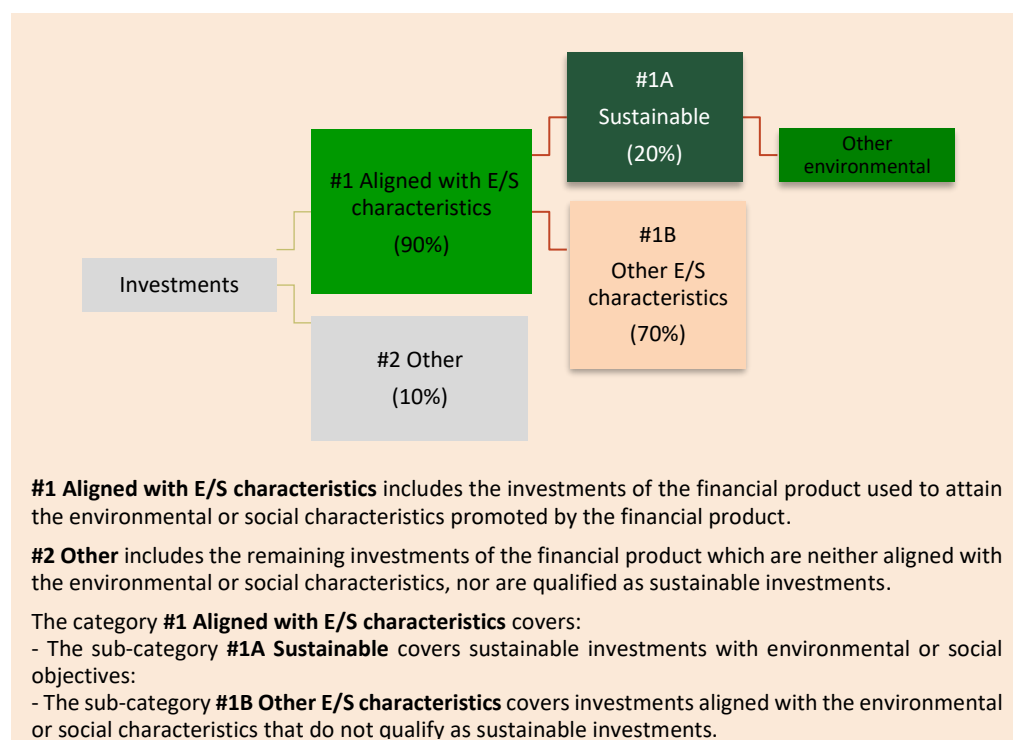 #1A
Sustainable
(20%)
Other
environmental
#1 Aligned with E/S
characteristics
(90%)
#1B
Other E/S
characteristics
(70%)
Investments
#2 Other
(10%)
#1 Aligned with E/S characteristics includes the investments of the financial product used to attain
the environmental or social characteristics promoted by the financial product.
#2 Other includes the remaining investments of the financial product which are neither aligned with
the environmental or social characteristics, nor are qualified as sustainable investments.
The category #1 Aligned with E/S characteristics covers:
- The sub-category #1A Sustainable covers sustainable investments with environmental or social
objectives:
- The sub-category #1B Other E/S characteristics covers investments aligned with the environmental
or social characteristics that do not qualify as sustainable investments.